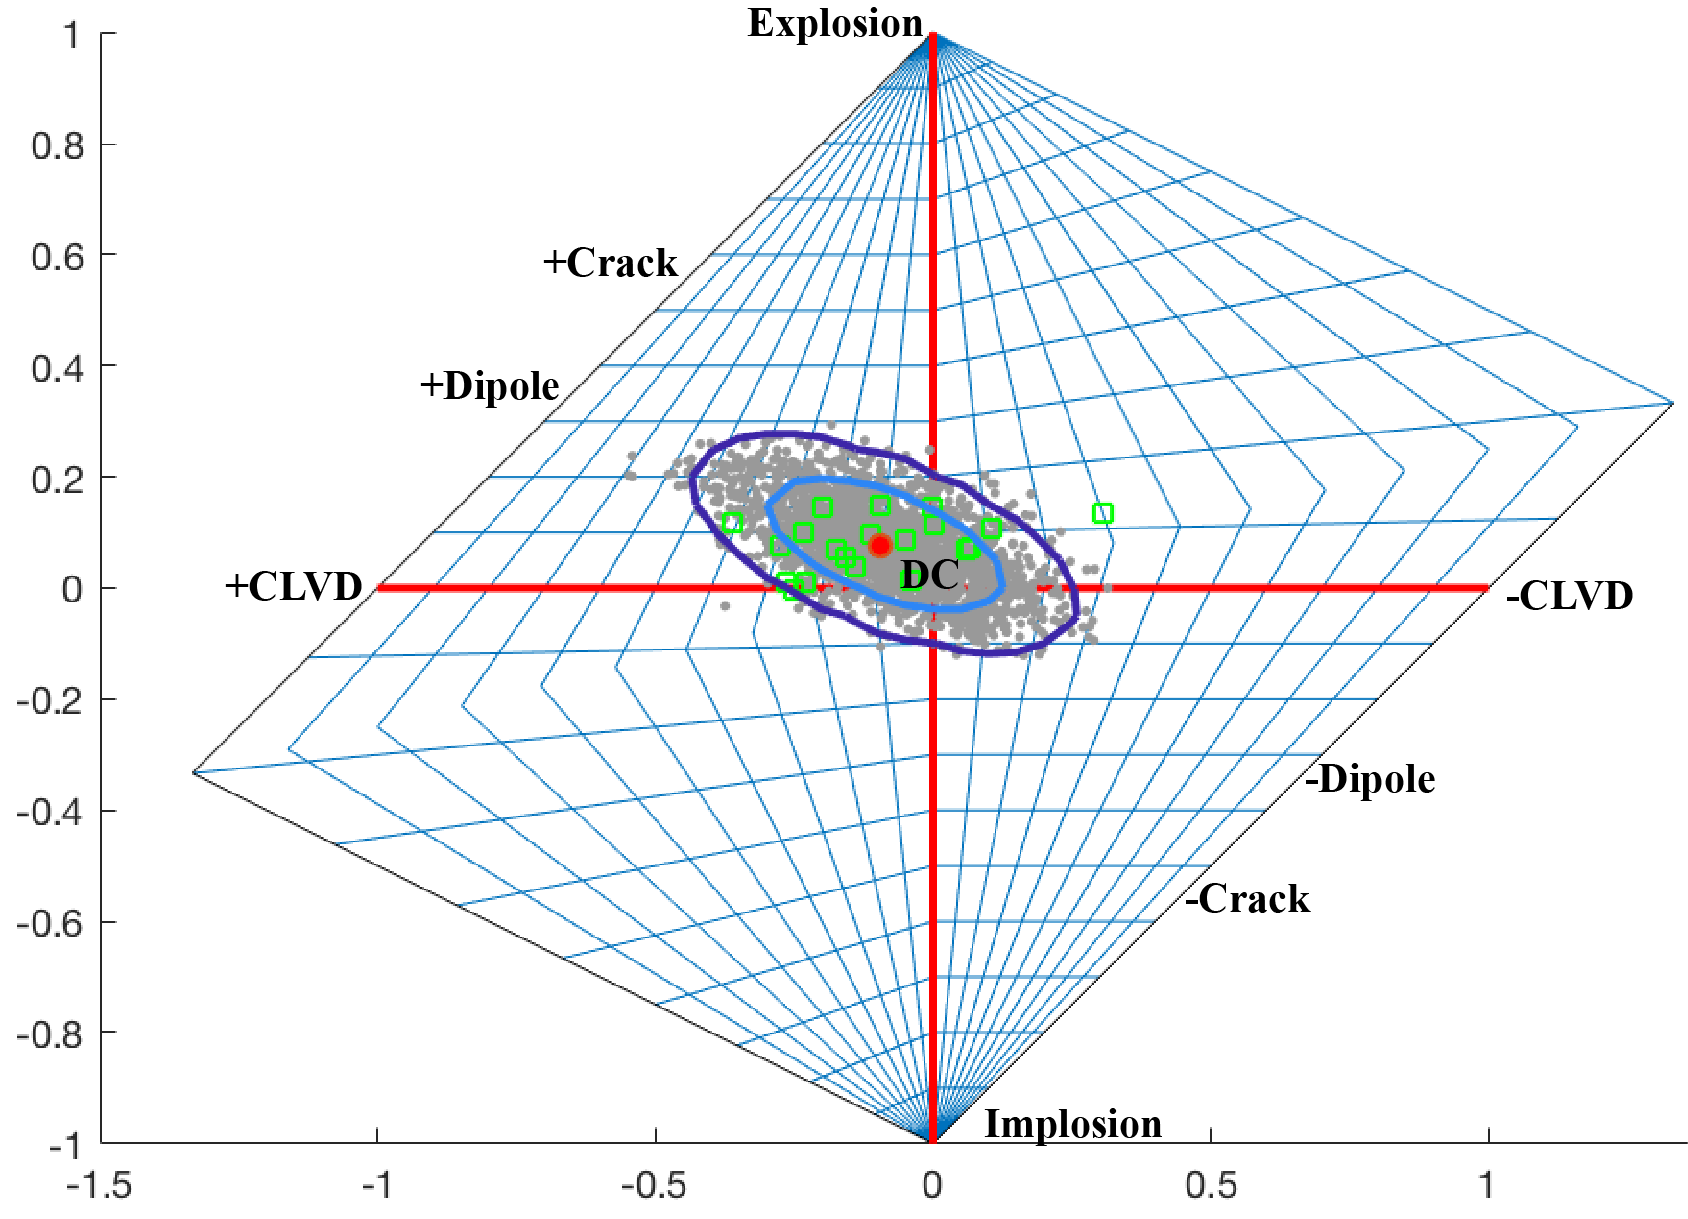 Explosion
1
0.8
0.6
+Crack
0.4
+Dipole
0.2
0
+CLVD
DC
-CLVD
-0.2
-0.4
-Dipole
-0.6
-Crack
-0.8
Implosion
-1
-1.5
-1
-0.5
0
0.5
1